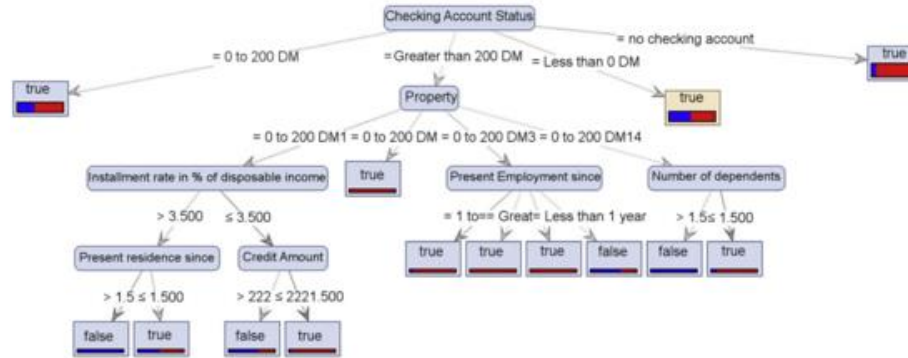 Checking Account Status
= no checking account
= 0 to 200 DM
= Greater than 200 DM
= Less than 0 DM
true
true
true
Property
= 0 to 200 DM1 = 0 to 200 DM = 0 to 200 DM3 = 0 to 200 DM14
Installment rate in % of disposable income
true
Present Employment since
Number of dependents
> 3.500
≤ 3.500
= 1 to== Great= Less than 1 year
> 1.5≤ 1.500
Present residence since
Credit Amount
true
true
true
false
false
true
> 1.5 ≤ 1.500
> 222 ≤ 2221.500
false
true
false
true